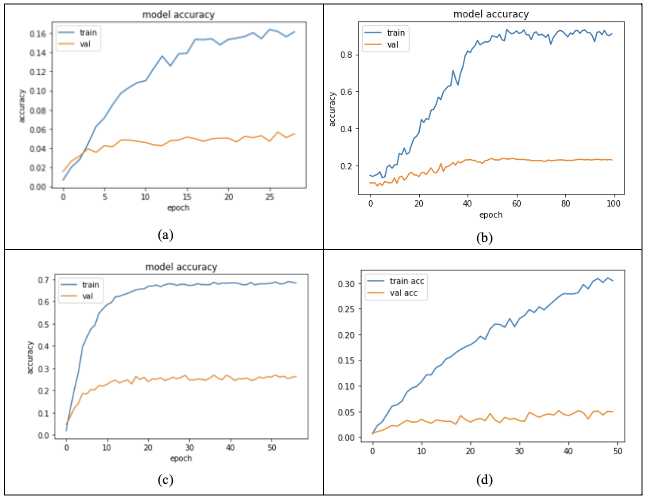 model accuracy
train
val
0.16
0.14
0.12
0.10
0.08
0.06
0.04
0.02
0.00
accuracy
0 5 10 15 20 25
epoch
(a)
model accuracy
train
val
0.8
0.6
0.4
0.2
accuracy
0 20 40 60 80 100
epoch
(b)
model accuracy
train
val
0.7
0.6
0.5
0.4
0.3
0.2
0.1
0.0
accuracy
0 10 20 30 40 50
epoch
(c)
train acc
val acc
0.30
0.25
0.20
0.15
0.10
0.05
0.00
0 10 20 30 40 50
(d)